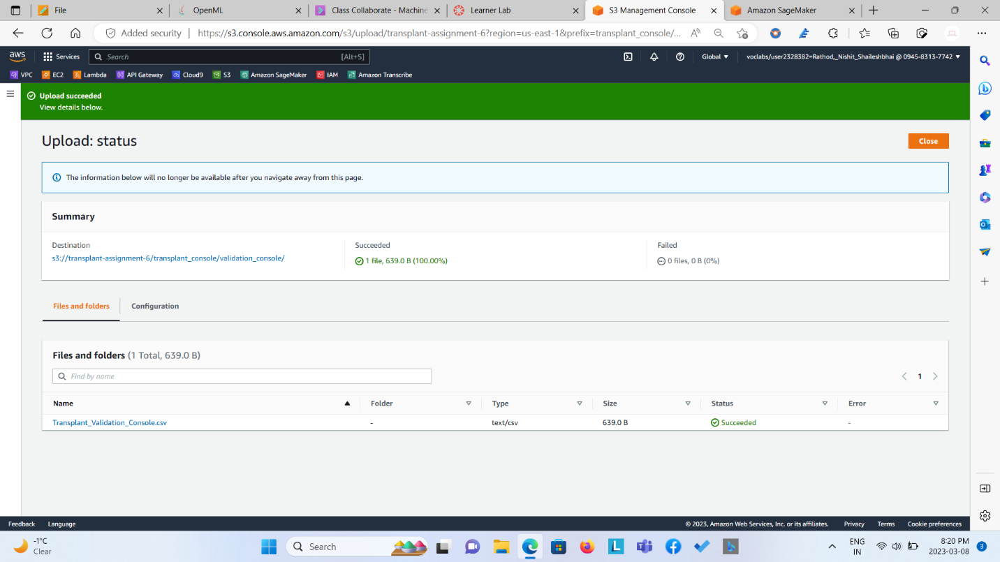 File
OpenML
Class Collaborate - Machine
Learner Lab
S3 Management Console
Amazon SageMaker
Added security
https://s3.console.aws.amazon.com/s3/upload/transplant-assignment-6?region=us-east-1&prefix=transplant_console/...
aws
Services
Search
[Alt+S]
Global
voclabs/user2328382=Rathod,_Nishit_Shaileshbhai @ 0945-8313-7742
VPC
EC2
Lambda
API Gateway
Cloud9
S3
Amazon SageMaker
IAM
Amazon Transcribe
Upload succeeded
View details below.
Upload: status
Close
The information below will no longer be available after you navigate away from this page.
Summary
Destination
s3://transplant-assignment-6/transplant_console/validation_console/
Succeeded
1 file, 639.0 B (100.00%)
Failed
0 files, 0 B (0%)
Files and folders
Configuration
Files and folders (1 Total, 639.0 B)
Find by name
1
Name
Folder
Type
Size
Status
Error
Transplant_Validation_Console.csv
-
text/csv
639.0 B
Succeeded
-
Feedback
Language
© 2023, Amazon Web Services, Inc. or its affiliates.
Privacy
Terms
Cookie preferences
-1°C
Clear
Search
ENG
IN
8:20 PM
2023-03-08
3